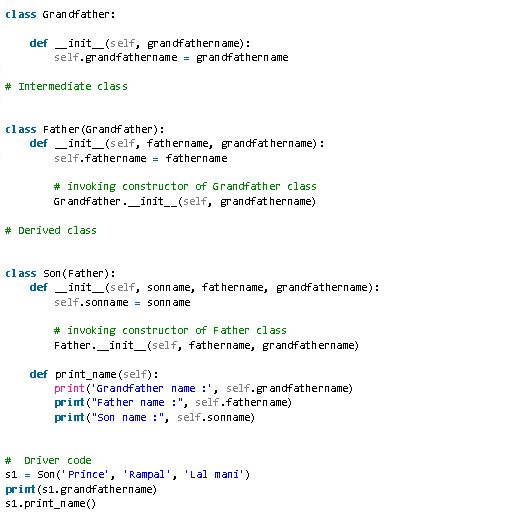 class Grandfather:
def __init__(self, grandfathername):
self.grandfathername = grandfathername
# Intermediate class
class Father(Grandfather):
def __init__(self, fathername, grandfathername):
self.fathername = fathername
# invoking constructor of Grandfather class
Grandfather.__init__(self, grandfathername)
# Derived class
class Son(Father):
def __init__(self, sonname, fathername, grandfathername):
self.sonname = sonname
# invoking constructor of Father class
Father.__init__(self, fathername, grandfathername)
def print_name(self):
print('Grandfather name :', self.grandfathername)
print("Father name :", self.fathername)
print("Son name :", self.sonname)
#  Driver code
s1 = Son('Prince', 'Rampal', 'Lal mani')
print(s1.grandfathername)
s1.print_name()